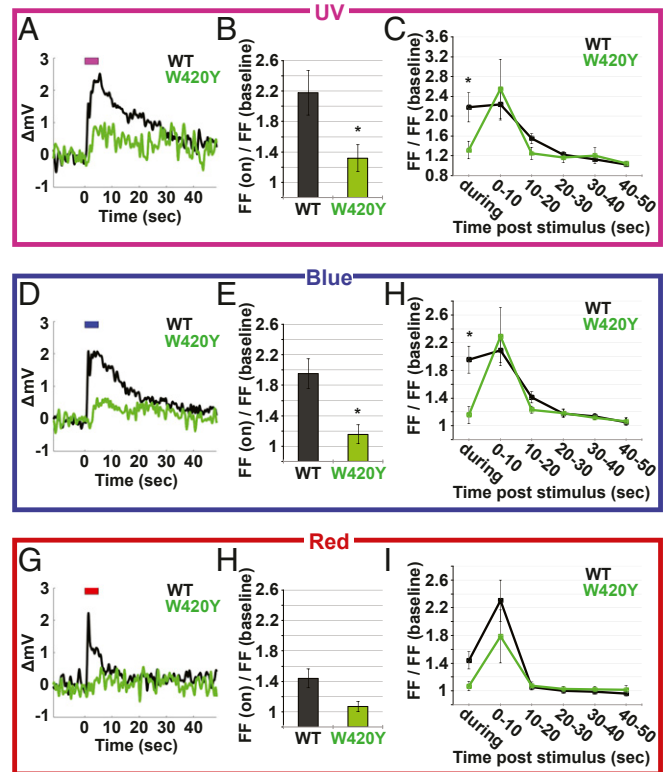 UV
A
WT
W420Y
3
2
1
0
-1
ΔmV
0 10 20 30 40
Time (sec)
B
2.6
2.2
1.8
1.4
1
FF (on) / FF (baseline)
*
WT W420Y
C
WT
W420Y
3.6
3.2
2.8
2.4
2.0
1.6
1.2
0.8
FF / FF (baseline)
*
during 0-10 10-20 20-30 30-40 40-50
Time post stimulus (sec)
Blue
D
WT
W420Y
3
2
1
0
-1
ΔmV
0 10 20 30 40
Time (sec)
E
2.6
2.2
1.8
1.4
1
FF (on) / FF (baseline)
*
WT W420Y
H
WT
W420Y
2.6
2.2
1.8
1.4
1
FF / FF (baseline)
*
during 0-10 10-20 20-30 30-40 40-50
Time post stimulus (sec)
Red
G
WT
W420Y
3
2
1
0
-1
ΔmV
0 10 20 30 40
Time (sec)
H
2.6
2.2
1.8
1.4
1
FF (on) / FF (baseline)
WT W420Y
I
WT
W420Y
2.6
2.2
1.8
1.4
1
FF / FF (baseline)
during 0-10 10-20 20-30 30-40 40-50
Time post stimulus (sec)